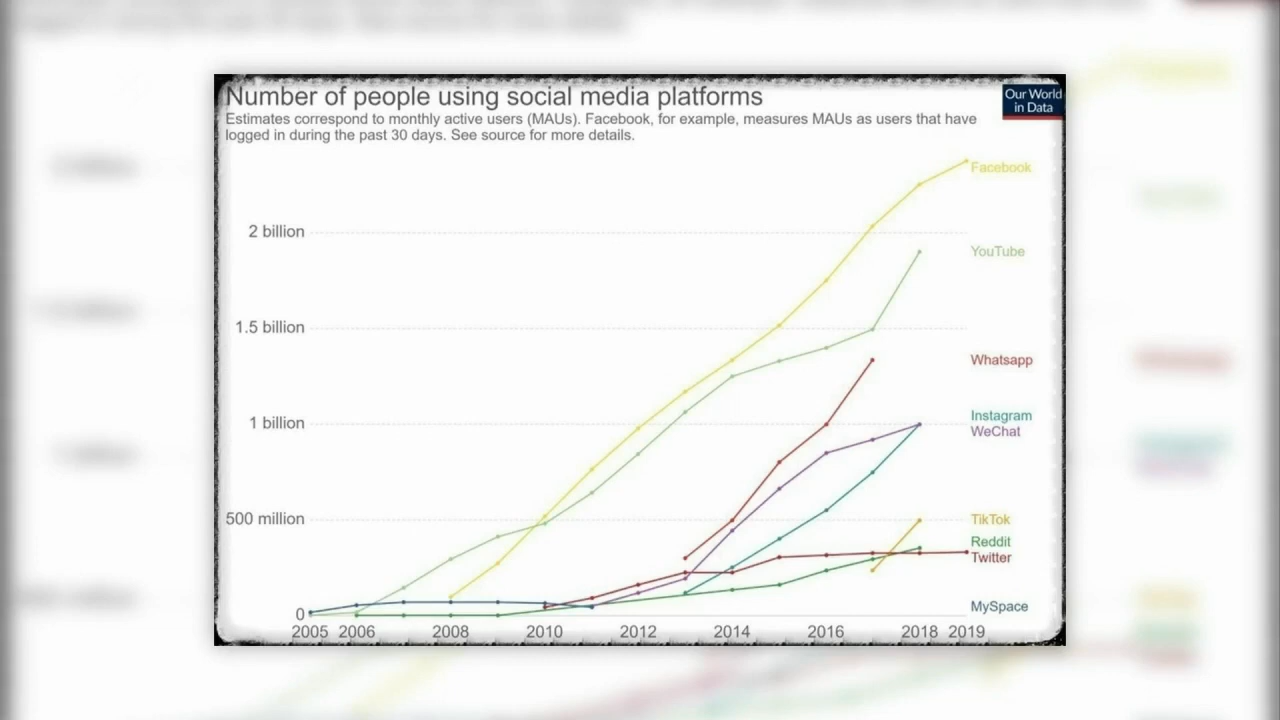 Number of people using social media platforms
Our World
in Data
Estimates correspond to monthly active users (MAUs). Facebook, for example, measures MAUs as users that have
logged in during the past 30 days. See source for more details.
Facebook
2 billion
YouTube
1.5 billion
Whatsapp
Instagram
1 billion
WeChat
500 million
TikTok
Reddit
Twitter
MySpace
0
2005 2006 2008 2010 2012 2014 2016 2018 2019